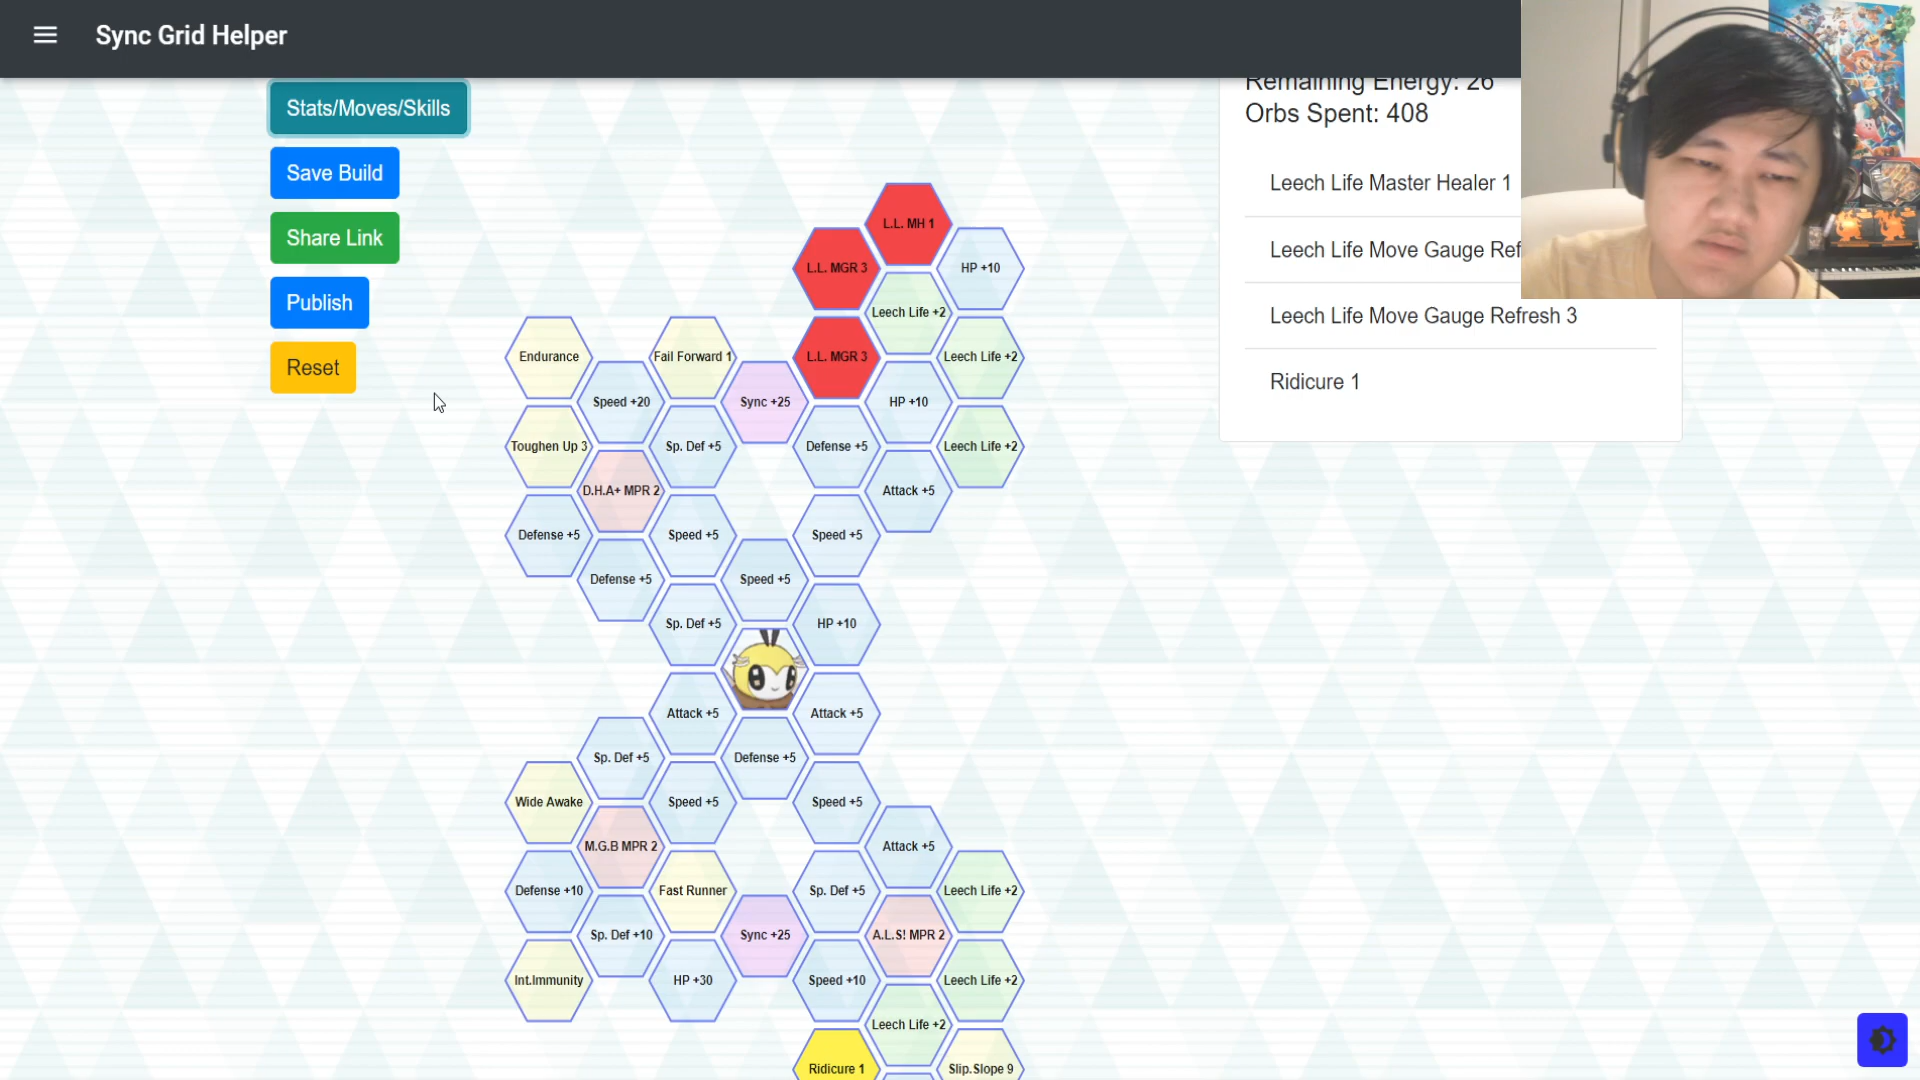 Sync Grid Helper
Stats/Moves/Skills
Save Build
Share Link
Publish
Reset
Remaining Energy: 26
Orbs Spent: 408
Leech Life Master Healer 1
Leech Life Move Gauge Ref
Leech Life Move Gauge Refresh 3
Ridicure 1
L.L. MH 1
L.L. MGR 3
HP +10
Leech Life +2
Endurance
Fail Forward 1
L.L. MGR 3
Leech Life +2
Speed +20
Sync +25
HP +10
Toughen Up 3
Sp. Def +5
Defense +5
Leech Life +2
D.H.A+ MPR 2
Attack +5
Defense +5
Speed +5
Speed +5
Defense +5
Speed +5
Sp. Def +5
HP +10
Attack +5
Attack +5
Sp. Def +5
Defense +5
Wide Awake
Speed +5
Speed +5
M.G.B MPR 2
Attack +5
Defense +10
Fast Runner
Sp. Def +5
Leech Life +2
Sp. Def +10
Sync +25
A.L.S! MPR 2
Int.Immunity
HP +30
Speed +10
Leech Life +2
Leech Life +2
Ridicure 1
Slip.Slope 9